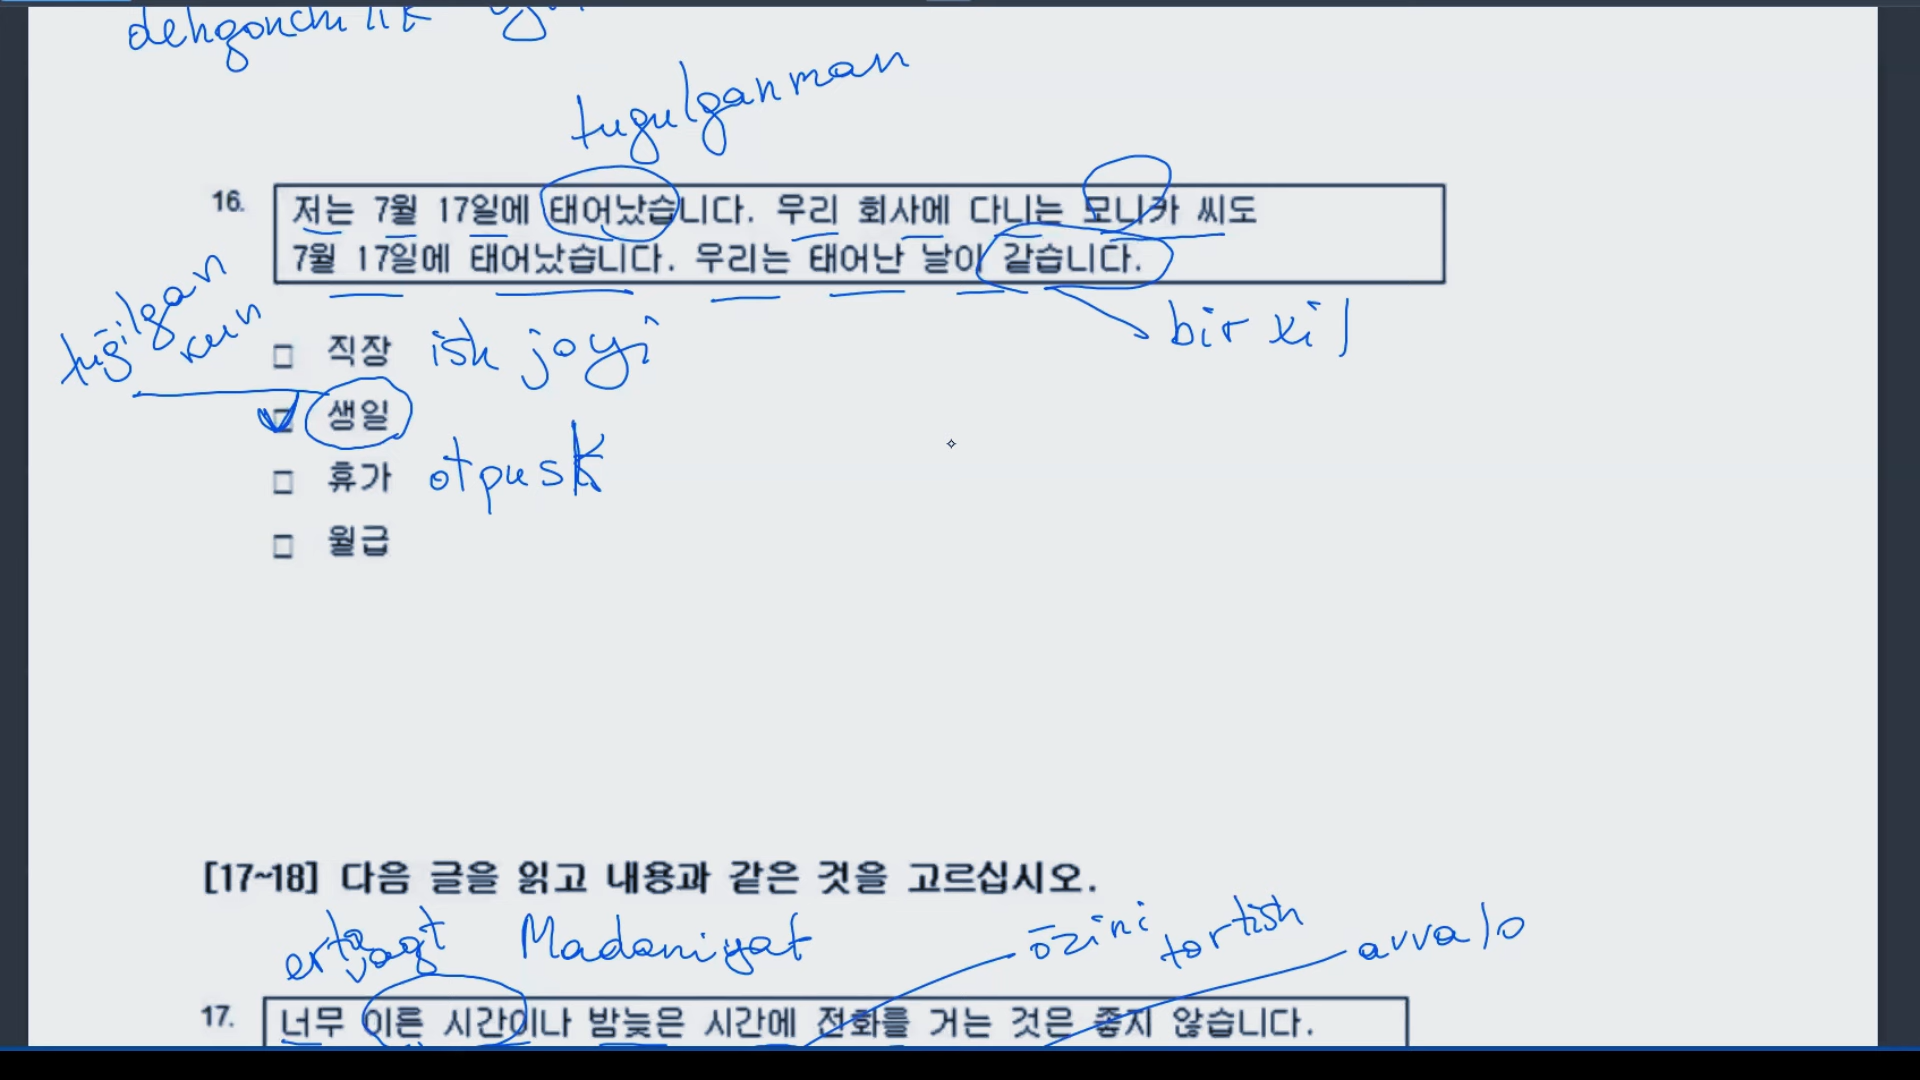 dehqonchilik
tugulganman
16. 저는 7월 17일에 태어났습니다. 우리 회사에 다니는 모니카 씨도
7월 17일에 태어났습니다. 우리는 태어난 날이 같습니다.
tug'ilgan
kun
bir xil
□ 직장 ish joyi
☑ 생일
□ 휴가 otpusk
□ 월급
[17~18] 다음 글을 읽고 내용과 같은 것을 고르십시오.
Madaniyat ōzini tortish avvalo
17. 너무 이른 시간이나 밤늦은 시간에 전화를 거는 것은 좋지 않습니다.